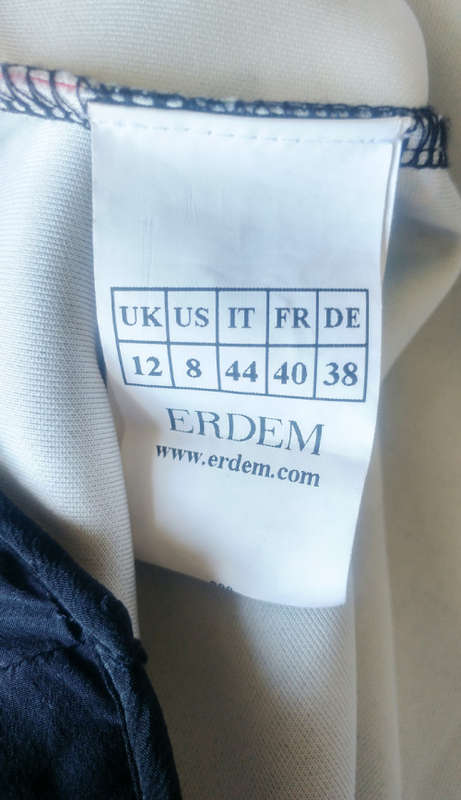 UK US IT FR DE
12 8 44 40 38
ERDEM
www.erdem.com